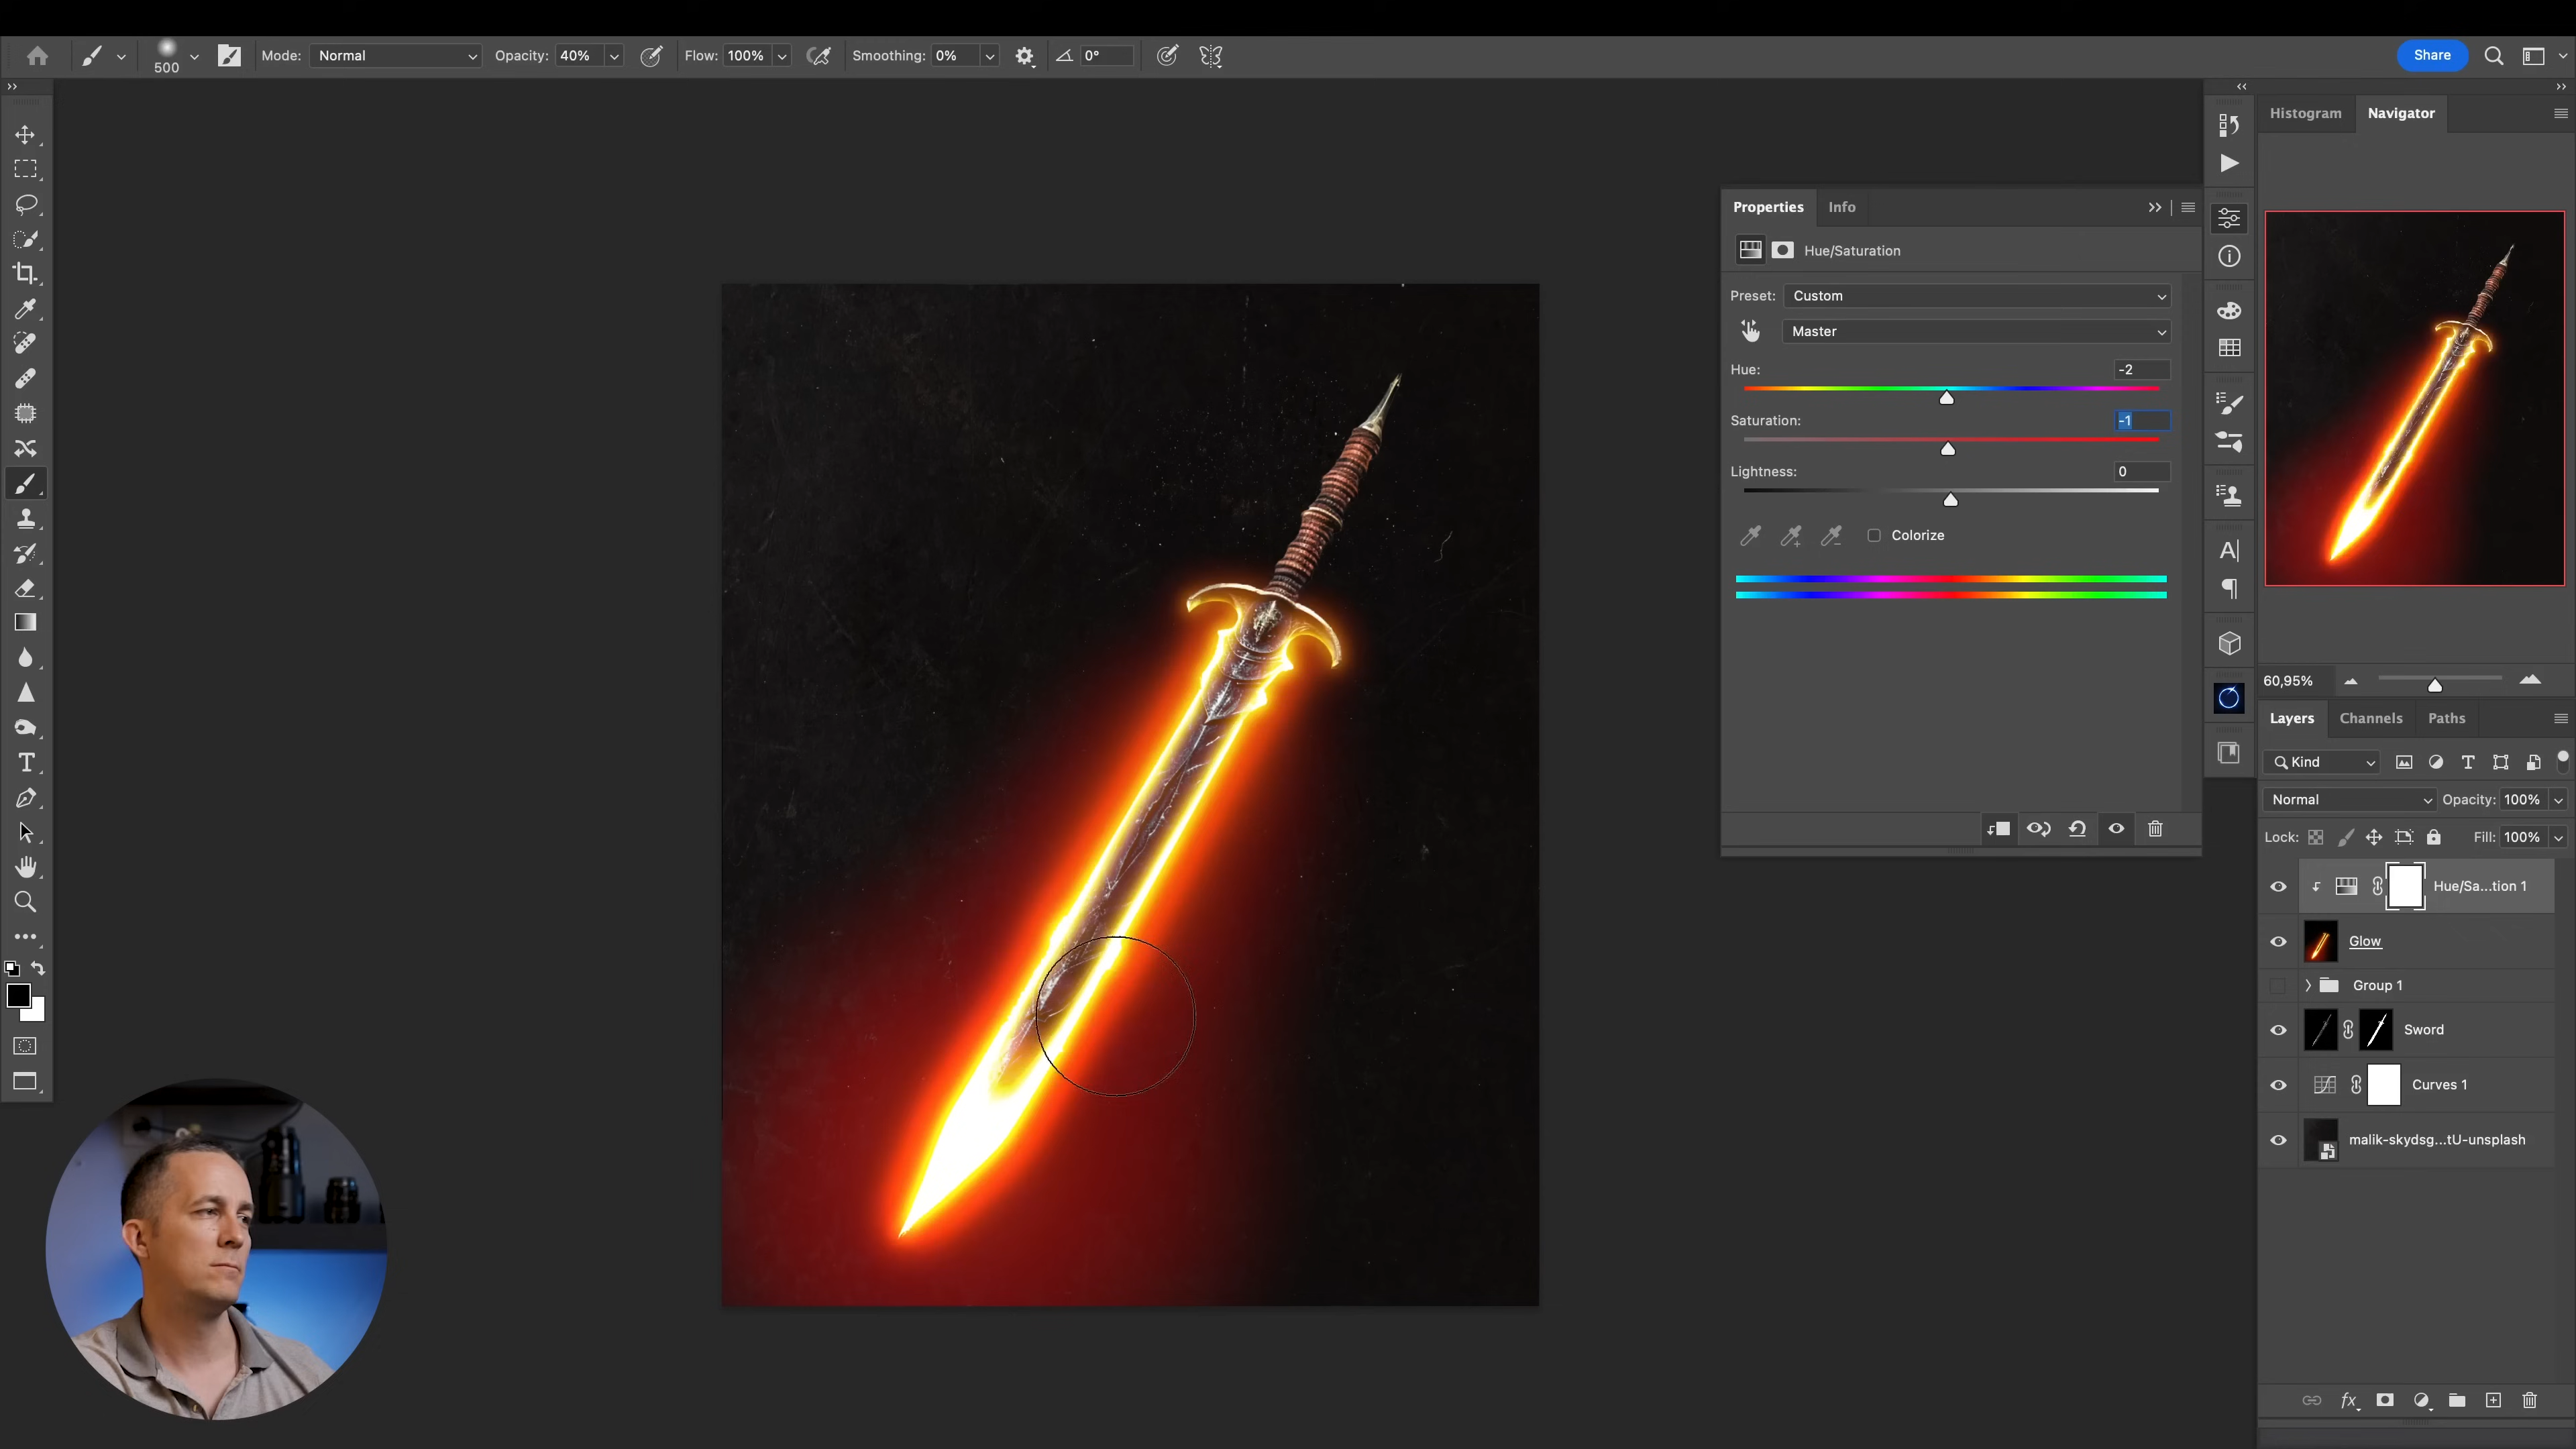 500
Mode: Normal
Opacity: 40%
Flow: 100%
Smoothing: 0%
0°
Share
Histogram
Navigator
Properties
Info
Hue/Saturation
Preset: Custom
Master
Hue: -2
Saturation: -1
Lightness: 0
Colorize
60,95%
Layers
Channels
Paths
Kind
Normal
Opacity: 100%
Lock:
Fill: 100%
Hue/Sa...tion 1
Glow
Group 1
Sword
Curves 1
malik-skydsg...tU-unsplash
fx